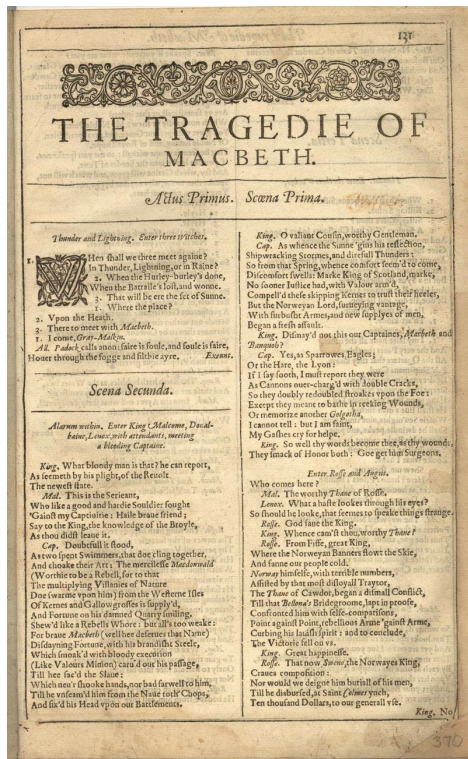 131
THE TRAGEDIE OF
MACBETH.
Actus Primus. Scœna Prima.
Thunder and Lightning. Enter three Witches.
1. WHen shall we three meet againe?
In Thunder, Lightning, or in Raine?
2. When the Hurley-burley's done,
When the Battaile's lost, and wonne.
3. That will be ere the set of Sunne.
1. Where the place?
2. Vpon the Heath.
3. There to meet with Macbeth.
1. I come, Gray-Malkin.
All. Padock calls anon: faire is foule, and foule is faire,
Houer through the fogge and filthie ayre. Exeunt.
Scena Secunda.
Alarum within. Enter King Malcome, Donal-
baine, Lenox, with attendants, meeting
a bleeding Captaine.
King. What bloody man is that? he can report,
As seemeth by his plight, of the Reuolt
The newest state.
Mal. This is the Serieant,
Who like a good and hardie Souldier fought
'Gainst my Captiuitie: Haile braue friend;
Say to the King, the knowledge of the Broyle,
As thou didst leaue it.
Cap. Doubtfull it stood,
As two spent Swimmers, that doe cling together,
And choake their Art: The mercilesse Macdonwald
(Worthie to be a Rebell, for to that
The multiplying Villanies of Nature
Doe swarme vpon him) from the Westerne Isles
Of Kernes and Gallowgrosses is supply'd,
And Fortune on his damned Quarry smiling,
Shew'd like a Rebells Whore: but all's too weake:
For braue Macbeth (well hee deserues that Name)
Disdayning Fortune, with his brandisht Steele,
Which smoak'd with bloody execution
(Like Valours Minion) caru'd out his passage,
Till hee fac'd the Slaue:
Which neu'r shooke hands, nor bad farwell to him,
Till he vnseam'd him from the Naue toth' Chops,
And fix'd his Head vpon our Battlements.
King. O valiant Cousin, worthy Gentleman.
Cap. As whence the Sunne 'gins his reflection,
Shipwracking Stormes, and direfull Thunders:
So from that Spring, whence comfort seem'd to come,
Discomfort swells: Marke King of Scotland, marke,
No sooner Iustice had, with Valour arm'd,
Compell'd these skipping Kernes to trust their heeles,
But the Norweyan Lord, surueying vantage,
With furbusht Armes, and new supplyes of men,
Began a fresh assault.
King. Dismay'd not this our Captaines, Macbeth and
Banquoh?
Cap. Yes, as Sparrowes, Eagles;
Or the Hare, the Lyon:
If I say sooth, I must report they were
As Cannons ouer-charg'd with double Cracks,
So they doubly redoubled stroakes vpon the Foe:
Except they meant to bathe in reeking Wounds,
Or memorize another Golgotha,
I cannot tell: but I am faint,
My Gashes cry for helpe.
King. So well thy words become thee, as thy wounds,
They smack of Honor both: Goe get him Surgeons.
Enter Rosse and Angus.
Who comes here?
Mal. The worthy Thane of Rosse.
Lenox. What a haste lookes through his eyes?
So should he looke, that seemes to speake things strange.
Rosse. God saue the King.
King. Whence cam'st thou, worthy Thane?
Rosse. From Fiffe, great King,
Where the Norweyan Banners flowt the Skie,
And fanne our people cold.
Norway himselfe, with terrible numbers,
Assisted by that most disloyall Traytor,
The Thane of Cawdor, began a dismall Conflict,
Till that Bellona's Bridegroome, lapt in proofe,
Confronted him with selfe-comparisons,
Point against Point, rebellious Arme 'gainst Arme,
Curbing his lauish spirit: and to conclude,
The Victorie fell on vs.
King. Great happinesse.
Rosse. That now Sweno, the Norwayes King,
Craues composition:
Nor would we deigne him buriall of his men,
Till he disbursed, at Saint Colmes ynch,
Ten thousand Dollars, to our generall vse.
King. No
370